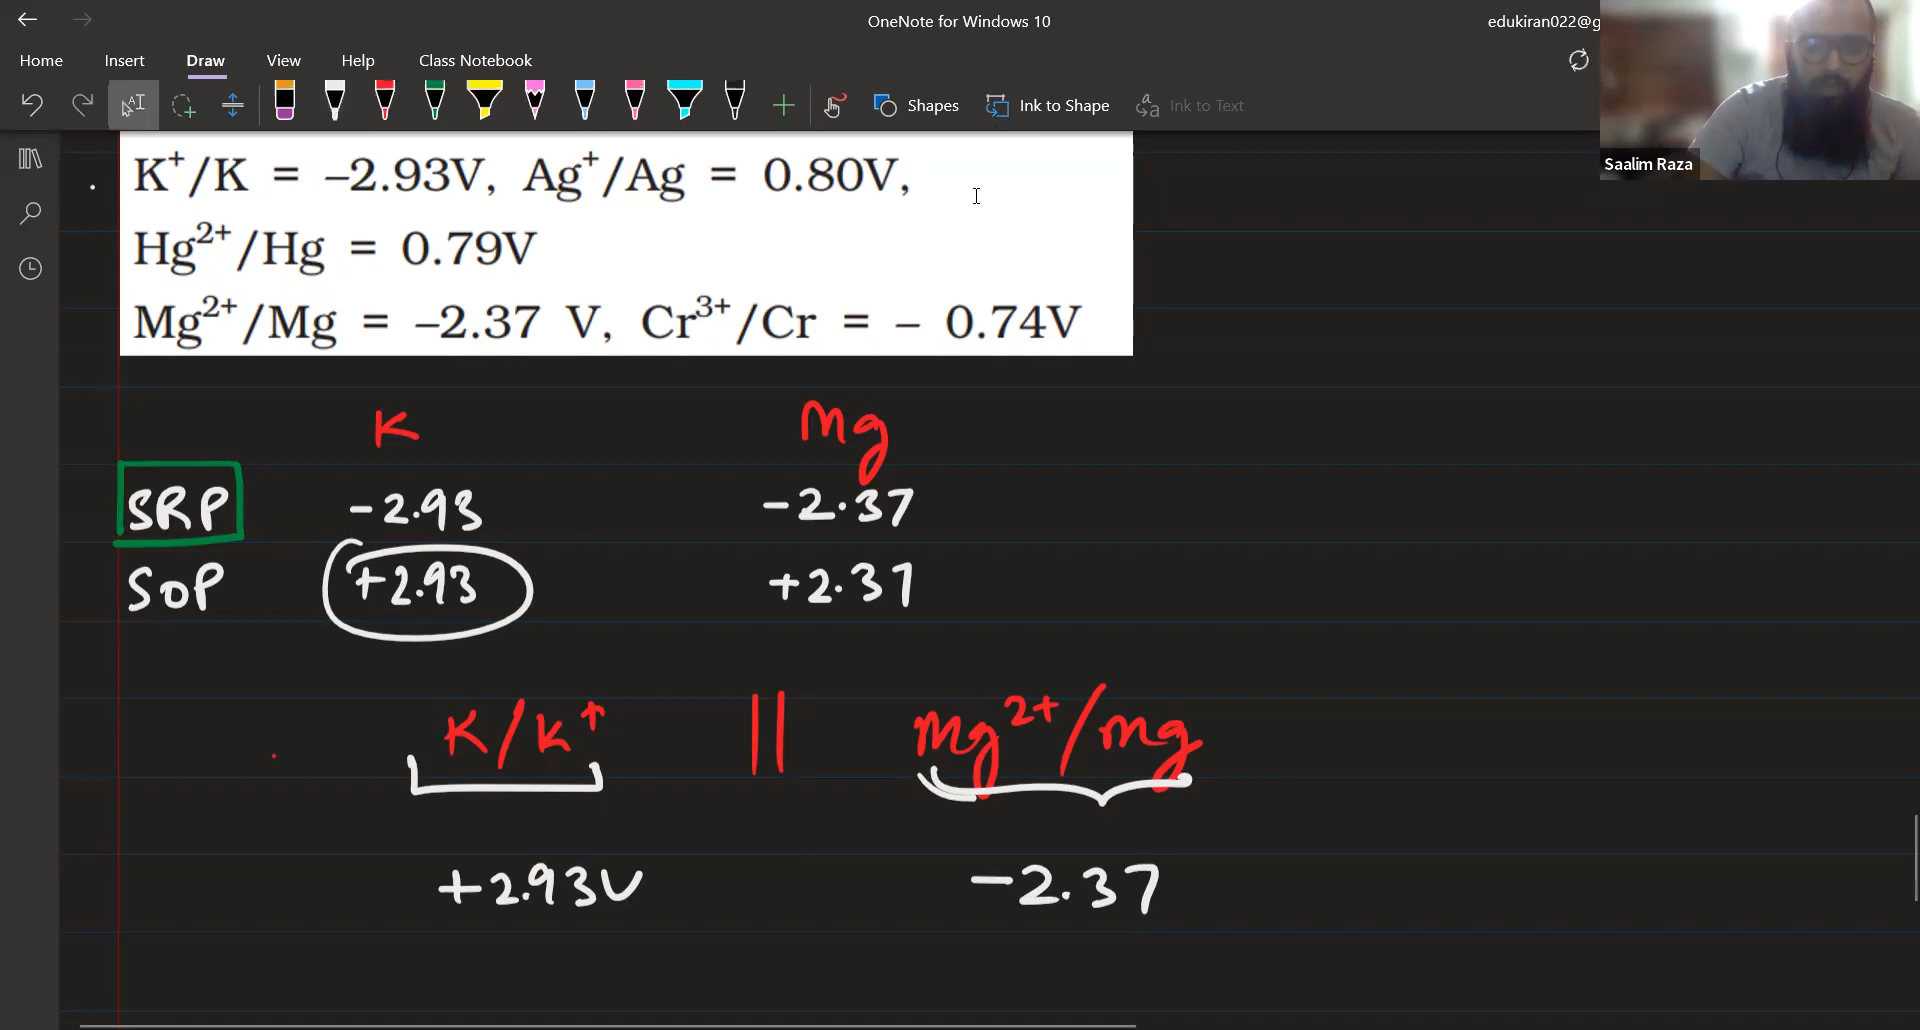 OneNote for Windows 10
edukiran022@g
Home Insert Draw View Help Class Notebook
Shapes Ink to Shape Ink to Text
Saalim Raza
K⁺/K = –2.93V, Ag⁺/Ag = 0.80V,
Hg²⁺/Hg = 0.79V
Mg²⁺/Mg = –2.37 V, Cr³⁺/Cr = – 0.74V
K Mg
SRP -2.93 -2.37
SOP +2.93 +2.37
K/K⁺ || Mg²⁺/Mg
+2.93V -2.37